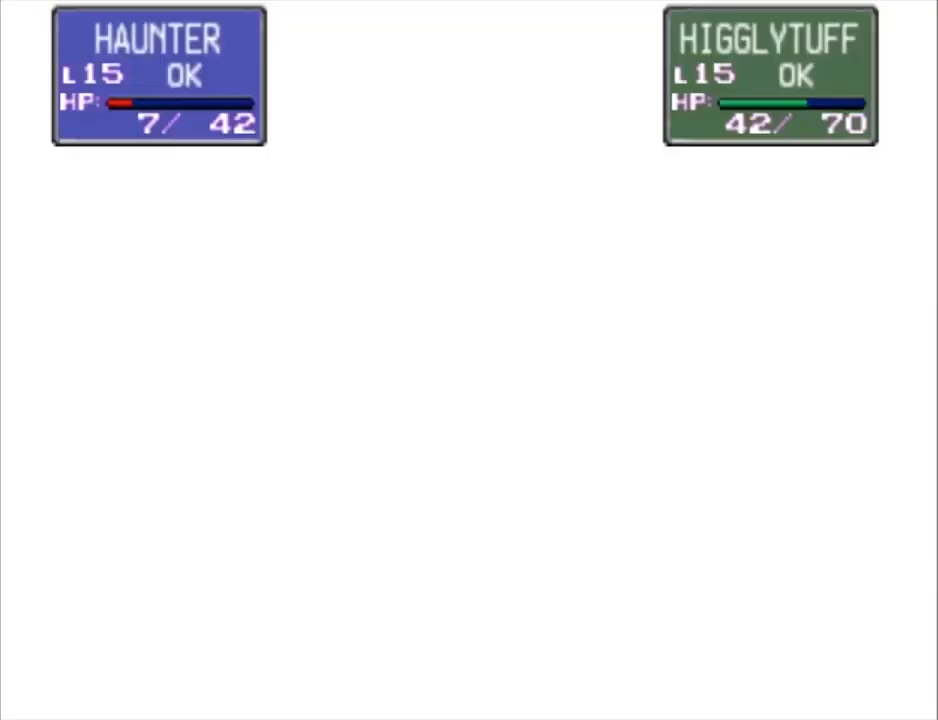 HAUNTER
L15 OK
HP:
7/ 42
HIGGLYTUFF
L15 OK
HP:
42/ 70